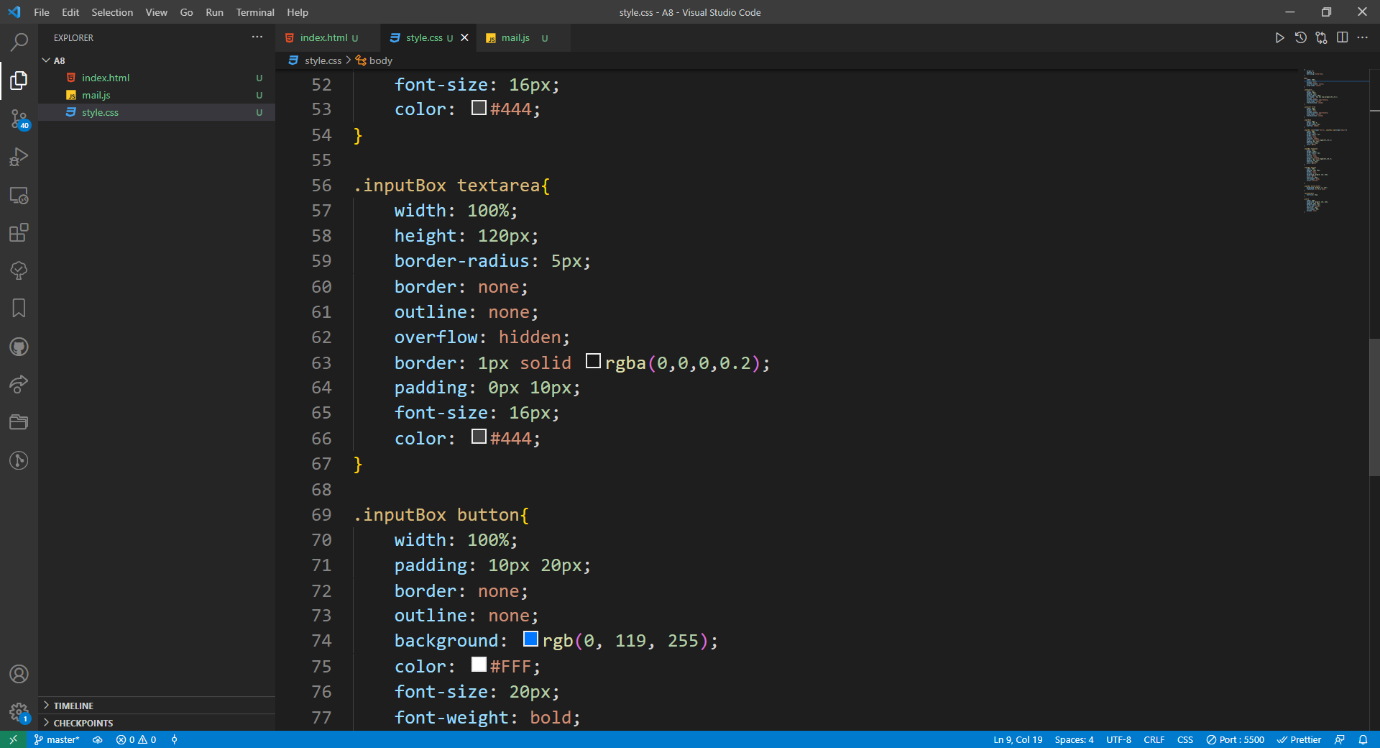 File Edit Selection View Go Run Terminal Help
style.css - A8 - Visual Studio Code
EXPLORER
A8
index.html U
mail.js U
style.css U
index.html U
style.css U
mail.js U
style.css > body
52 font-size: 16px;
53 color: #444;
54 }
55
56 .inputBox textarea{
57 width: 100%;
58 height: 120px;
59 border-radius: 5px;
60 border: none;
61 outline: none;
62 overflow: hidden;
63 border: 1px solid rgba(0,0,0,0.2);
64 padding: 0px 10px;
65 font-size: 16px;
66 color: #444;
67 }
68
69 .inputBox button{
70 width: 100%;
71 padding: 10px 20px;
72 border: none;
73 outline: none;
74 background: rgb(0, 119, 255);
75 color: #FFF;
76 font-size: 20px;
77 font-weight: bold;
40
1
TIMELINE
CHECKPOINTS
master* 0 0 Ln 9, Col 19 Spaces: 4 UTF-8 CRLF CSS Port : 5500 Prettier